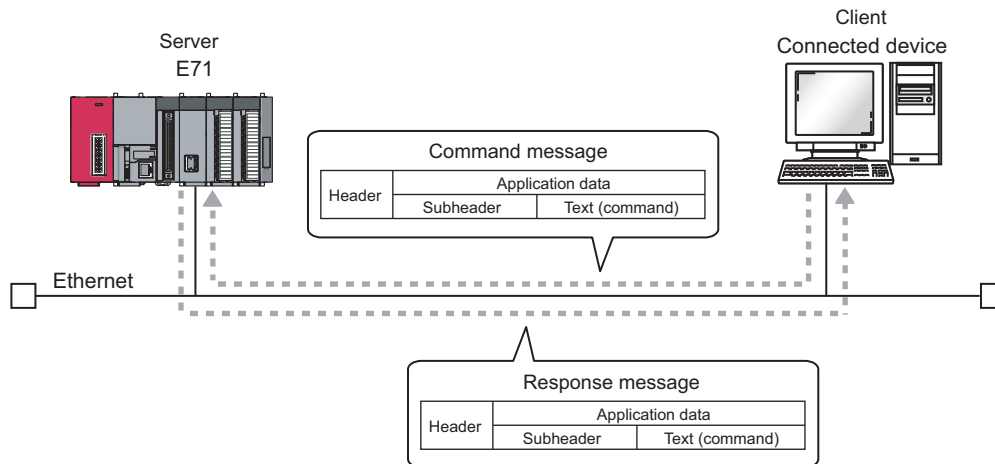 Server
E71
Client
Connected device
Command message
Header
Application data
Subheader
Text (command)
Ethernet
Response message
Header
Application data
Subheader
Text (command)